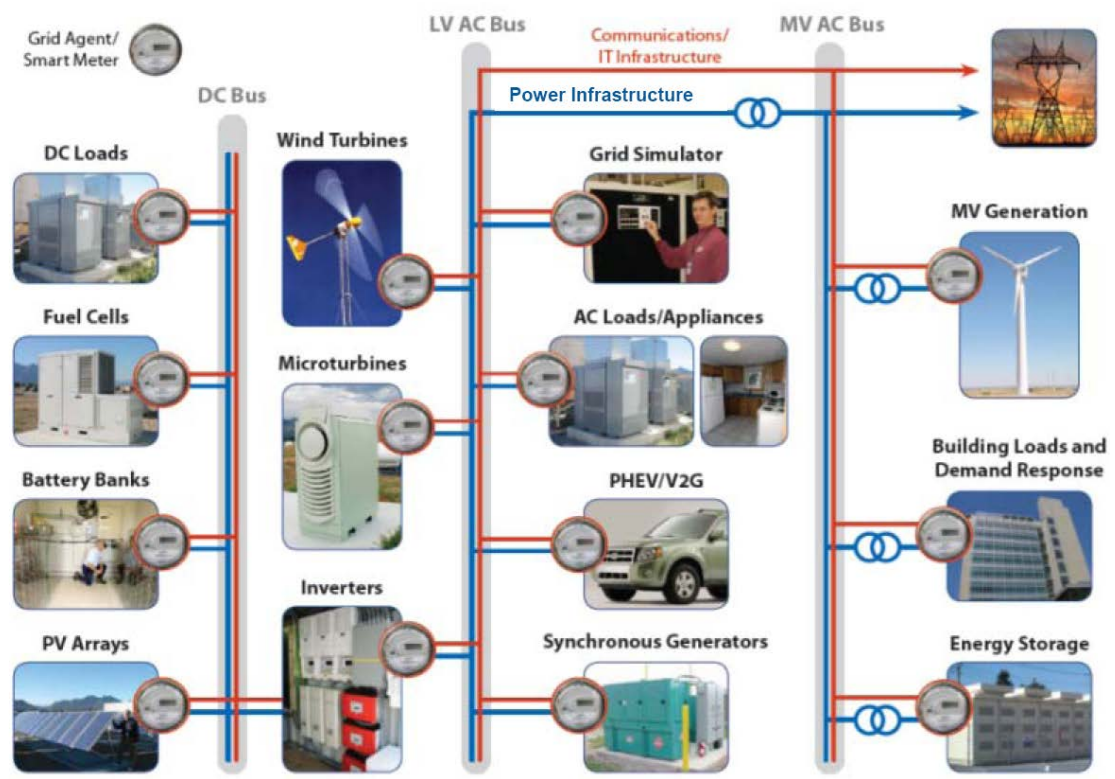 LV AC Bus
MV AC Bus
Grid Agent/
Smart Meter
Communications/
IT Infrastructure
DC Bus
Power Infrastructure
Wind Turbines
DC Loads
Grid Simulator
MV Generation
Fuel Cells
AC Loads/Appliances
Microturbines
Building Loads and
Demand Response
Battery Banks
PHEV/V2G
Inverters
PV Arrays
Synchronous Generators
Energy Storage